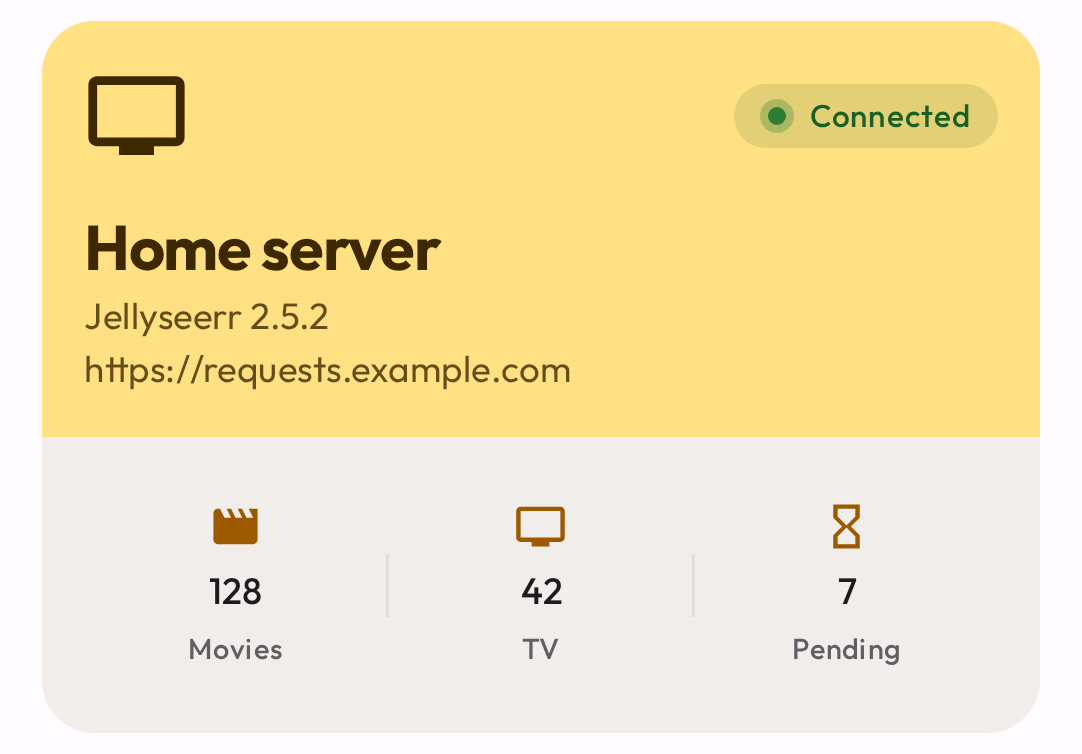 Connected
Home server
Jellyseerr 2.5.2
https://requests.example.com
128
Movies
42
TV
7
Pending